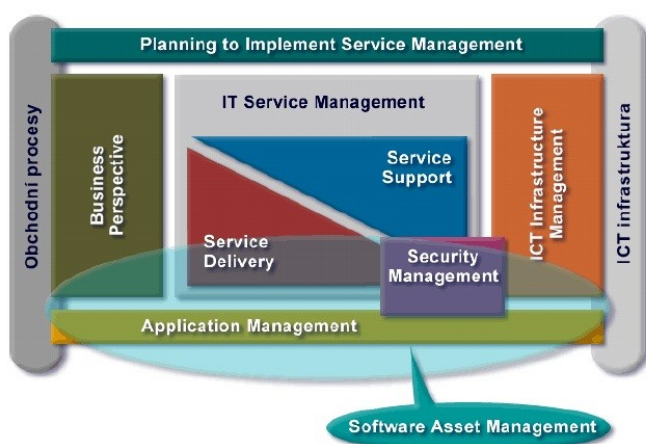 Planning to Implement Service Management
Obchodní procesy
Business
Perspective
IT Service Management
Service
Support
Service
Delivery
Security
Management
ICT Infrastructure
Management
ICT infrastruktura
Application Management
Software Asset Management